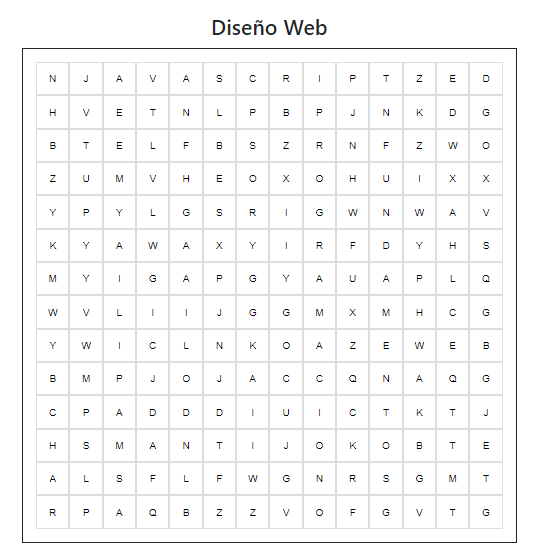 Diseño Web
N J A V A S C R I P T Z E D
H V E T N L P B P J N K D G
B T E L F B S Z R N F Z W O
Z U M V H E O X O H U I X X
Y P Y L G S R I G W N W A V
K Y A W A X Y I R F D Y H S
M Y I G A P G Y A U A P L Q
W V L I I J G G M X M H C G
Y W I C L N K O A Z E W E B
B M P J O J A C C Q N A Q G
C P A D D D I U I C T K T J
H S M A N T I J O K O B T E
A L S F L F W G N R S G M T
R P A Q B Z Z V O F G V T G